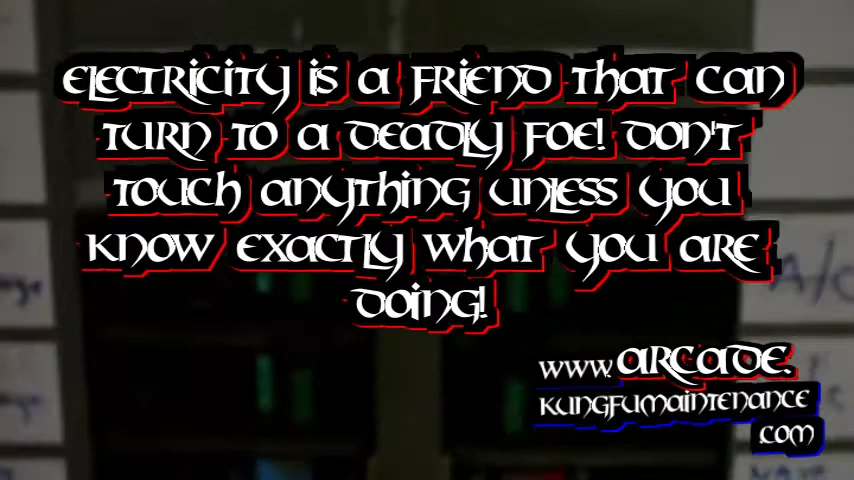 ELECTRICITY IS A FRIEND THAT CAN
TURN TO A DEADLY FOE! DON'T
TOUCH ANYTHING UNLESS YOU
KNOW EXACTLY WHAT YOU ARE
DOING!
WWW.ARCADE.
KUNGFUMAINTENANCE
.COM
A/C